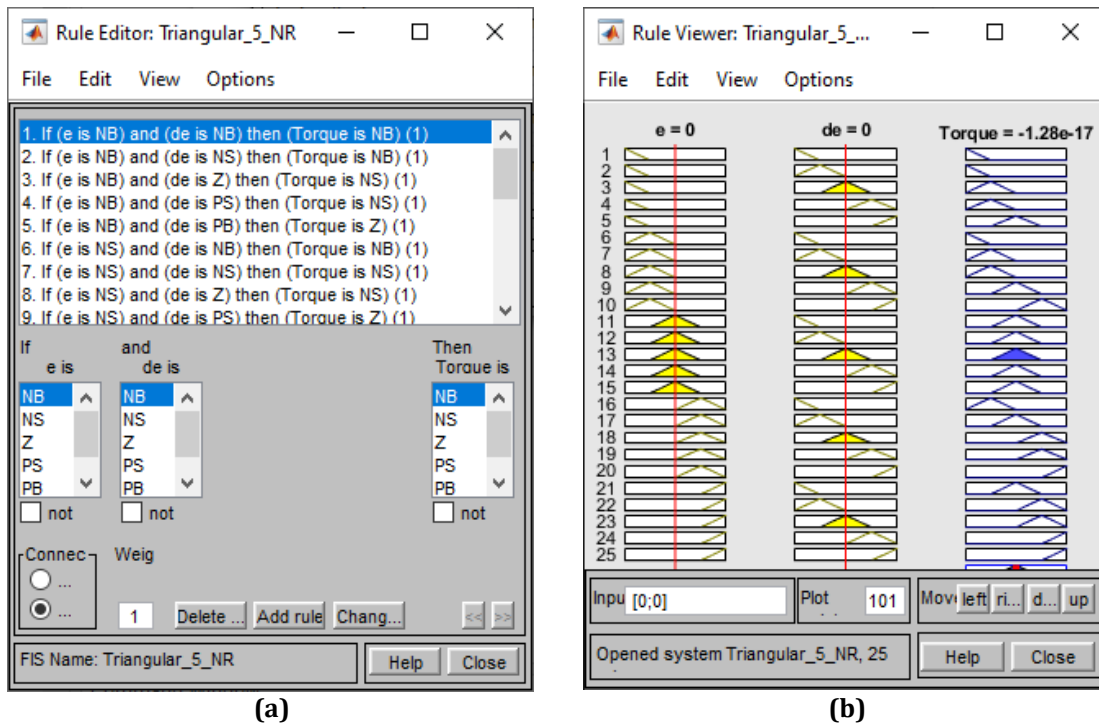 Rule Editor: Triangular_5_NR
File Edit View Options
1. If (e is NB) and (de is NB) then (Torque is NB) (1)
2. If (e is NB) and (de is NS) then (Torque is NB) (1)
3. If (e is NB) and (de is Z) then (Torque is NS) (1)
4. If (e is NB) and (de is PS) then (Torque is NS) (1)
5. If (e is NB) and (de is PB) then (Torque is Z) (1)
6. If (e is NS) and (de is NB) then (Torque is NB) (1)
7. If (e is NS) and (de is NS) then (Torque is NS) (1)
8. If (e is NS) and (de is Z) then (Torque is NS) (1)
9. If (e is NS) and (de is PS) then (Torque is Z) (1)
If and Then
e is de is Torque is
NB NB NB
NS NS NS
Z Z Z
PS PS PS
PB PB PB
not not not
Connec Weig
...
...
1 Delete ... Add rule Chang... << >>
FIS Name: Triangular_5_NR Help Close
(a)
Rule Viewer: Triangular_5_...
File Edit View Options
e = 0 de = 0 Torque = -1.28e-17
1
2
3
4
5
6
7
8
9
10
11
12
13
14
15
16
17
18
19
20
21
22
23
24
25
Inpu [0;0] Plot 101 Move left ri... d... up
Opened system Triangular_5_NR, 25 Help Close
(b)